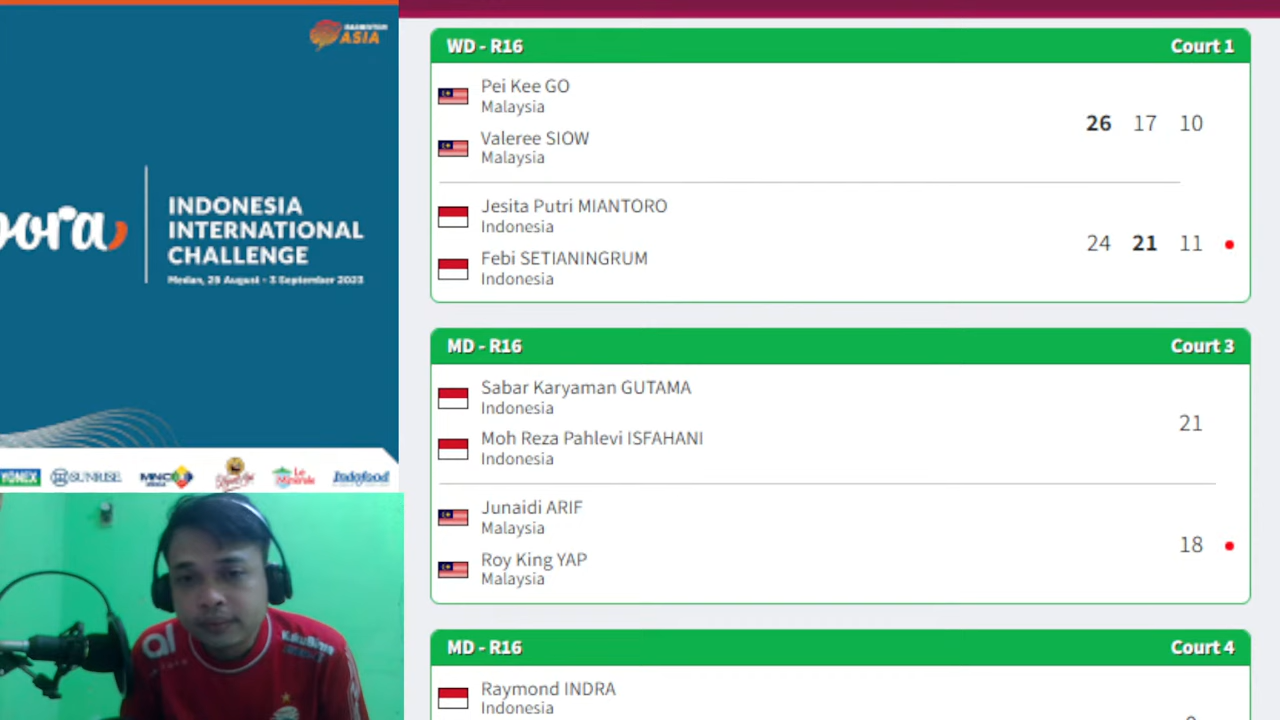 BADMINTON
ASIA
ora
INDONESIA
INTERNATIONAL
CHALLENGE
Medan, 29 August - 3 September 2023
YONEX
SUNRISE
MNC
Le
Minerale
Indofood
WD - R16
Court 1
Pei Kee GO
Malaysia
Valeree SIOW
Malaysia
26 17 10
Jesita Putri MIANTORO
Indonesia
Febi SETIANINGRUM
Indonesia
24 21 11
MD - R16
Court 3
Sabar Karyaman GUTAMA
Indonesia
Moh Reza Pahlevi ISFAHANI
Indonesia
21
Junaidi ARIF
Malaysia
Roy King YAP
Malaysia
18
MD - R16
Court 4
Raymond INDRA
Indonesia